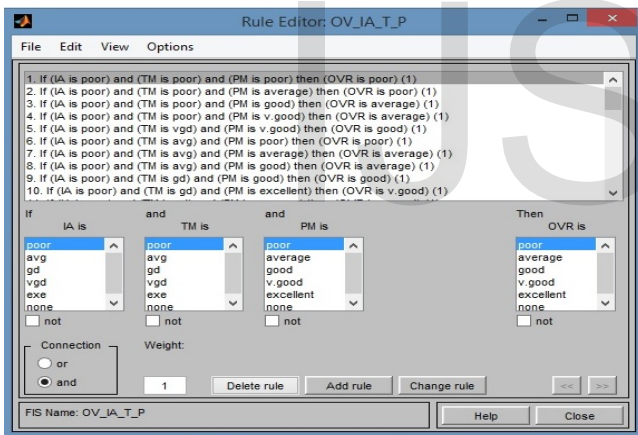 Rule Editor: OV_IA_T_P
File Edit View Options
1. If (IA is poor) and (TM is poor) and (PM is poor) then (OVR is poor) (1)
2. If (IA is poor) and (TM is poor) and (PM is average) then (OVR is poor) (1)
3. If (IA is poor) and (TM is poor) and (PM is good) then (OVR is average) (1)
4. If (IA is poor) and (TM is poor) and (PM is v.good) then (OVR is average) (1)
5. If (IA is poor) and (TM is vgd) and (PM is v.good) then (OVR is good) (1)
6. If (IA is poor) and (TM is avg) and (PM is poor) then (OVR is poor) (1)
7. If (IA is poor) and (TM is avg) and (PM is average) then (OVR is average) (1)
8. If (IA is poor) and (TM is avg) and (PM is good) then (OVR is average) (1)
9. If (IA is poor) and (TM is gd) and (PM is good) then (OVR is good) (1)
10. If (IA is poor) and (TM is gd) and (PM is excellent) then (OVR is v.good) (1)
If and and Then
IA is TM is PM is OVR is
poor poor poor poor
avg avg average average
gd gd good good
vgd vgd v.good v.good
exe exe excellent excellent
none none none none
not not not not
Connection Weight:
or
and 1 Delete rule Add rule Change rule << >>
FIS Name: OV_IA_T_P Help Close
IJS